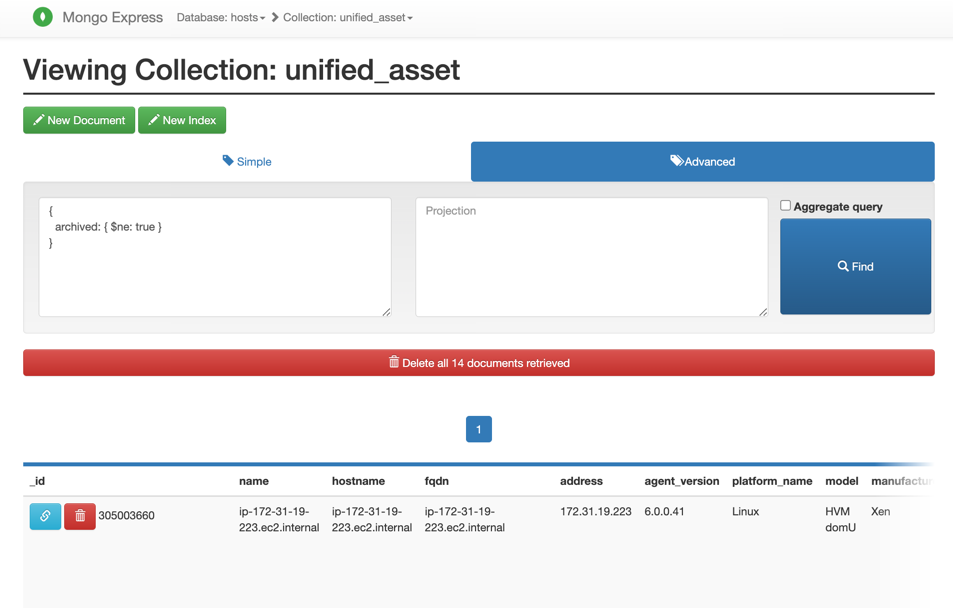 Mongo Express Database: hosts Collection: unified_asset
Viewing Collection: unified_asset
New Document New Index
Simple Advanced
{
archived: { $ne: true }
}
Projection
Aggregate query
Find
Delete all 14 documents retrieved
1
_id name hostname fqdn address agent_version platform_name model manufactur
305003660 ip-172-31-19- ip-172-31-19- ip-172-31-19- 172.31.19.223 6.0.0.41 Linux HVM Xen
223.ec2.internal 223.ec2.internal 223.ec2.internal domU